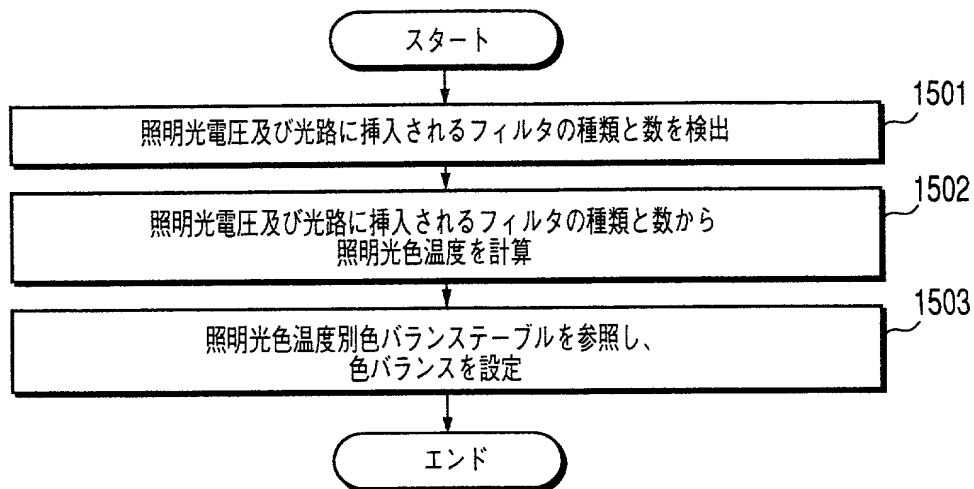 スタート
1501
照明光電圧及び光路に挿入されるフィルタの種類と数を検出
1502
照明光電圧及び光路に挿入されるフィルタの種類と数から
照明光色温度を計算
1503
照明光色温度別色バランステーブルを参照し、
色バランスを設定
エンド